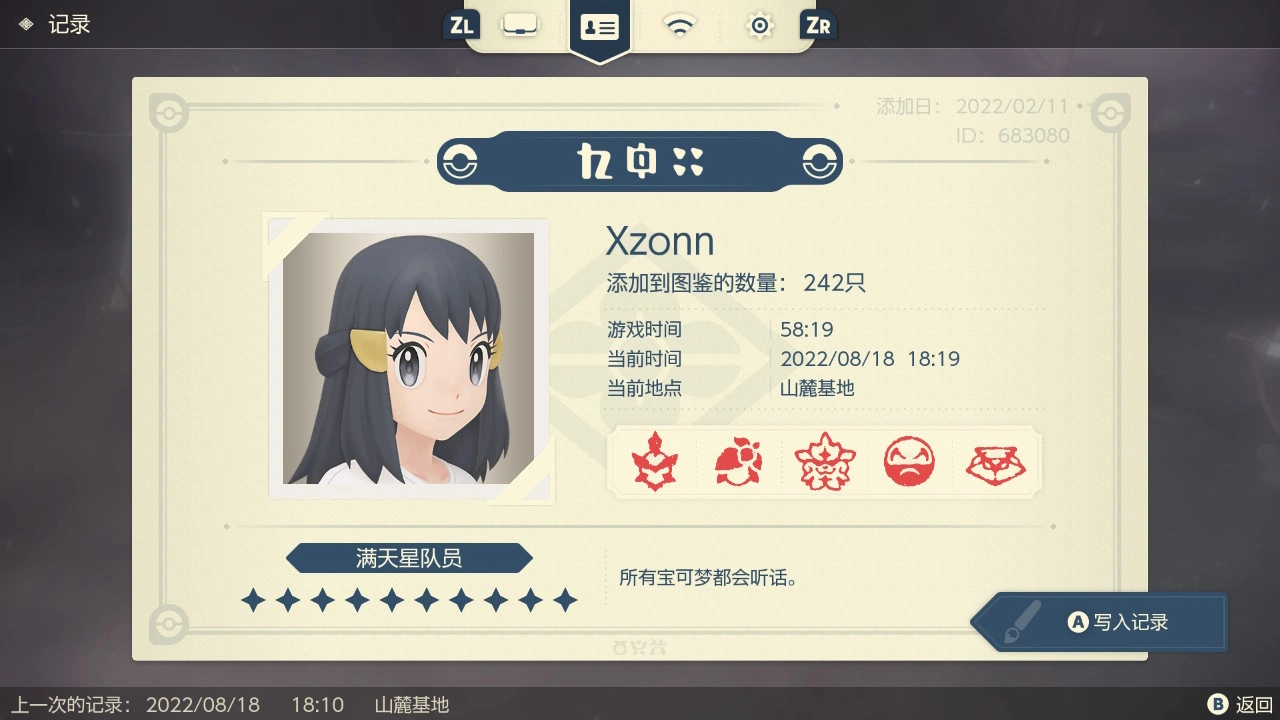 记录
ZL
ZR
添加日： 2022/02/11
ID： 683080
Xzonn
添加到图鉴的数量： 242只
游戏时间 58:19
当前时间 2022/08/18 18:19
当前地点 山麓基地
满天星队员
所有宝可梦都会听话。
A 写入记录
上一次的记录： 2022/08/18 18:10 山麓基地
B 返回